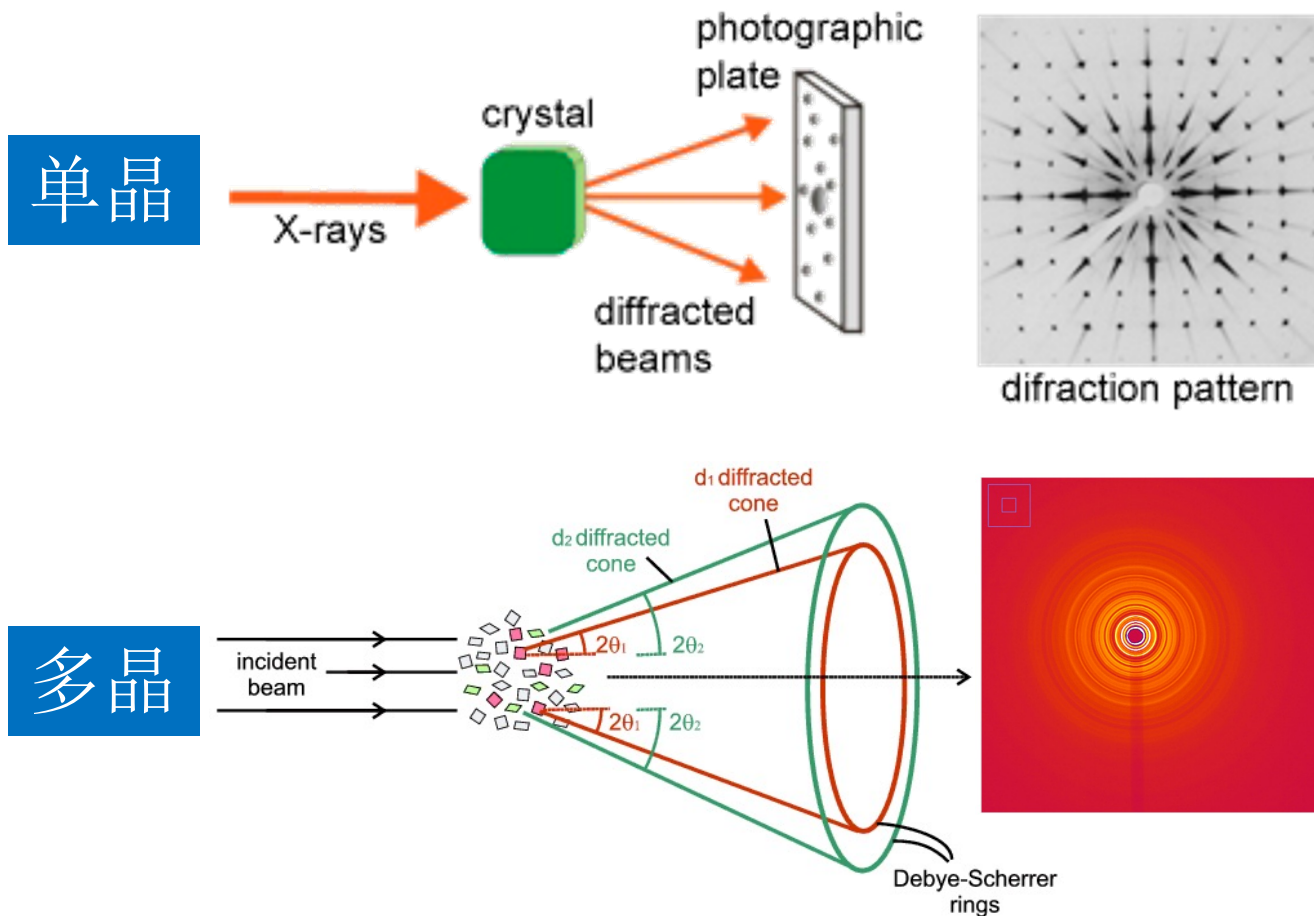 单晶
X-rays
crystal
diffracted
beams
photographic
plate
difraction pattern
多晶
incident
beam
d₂ diffracted
cone
d₁ diffracted
cone
2θ₁
2θ₂
2θ₁
2θ₂
Debye-Scherrer
rings